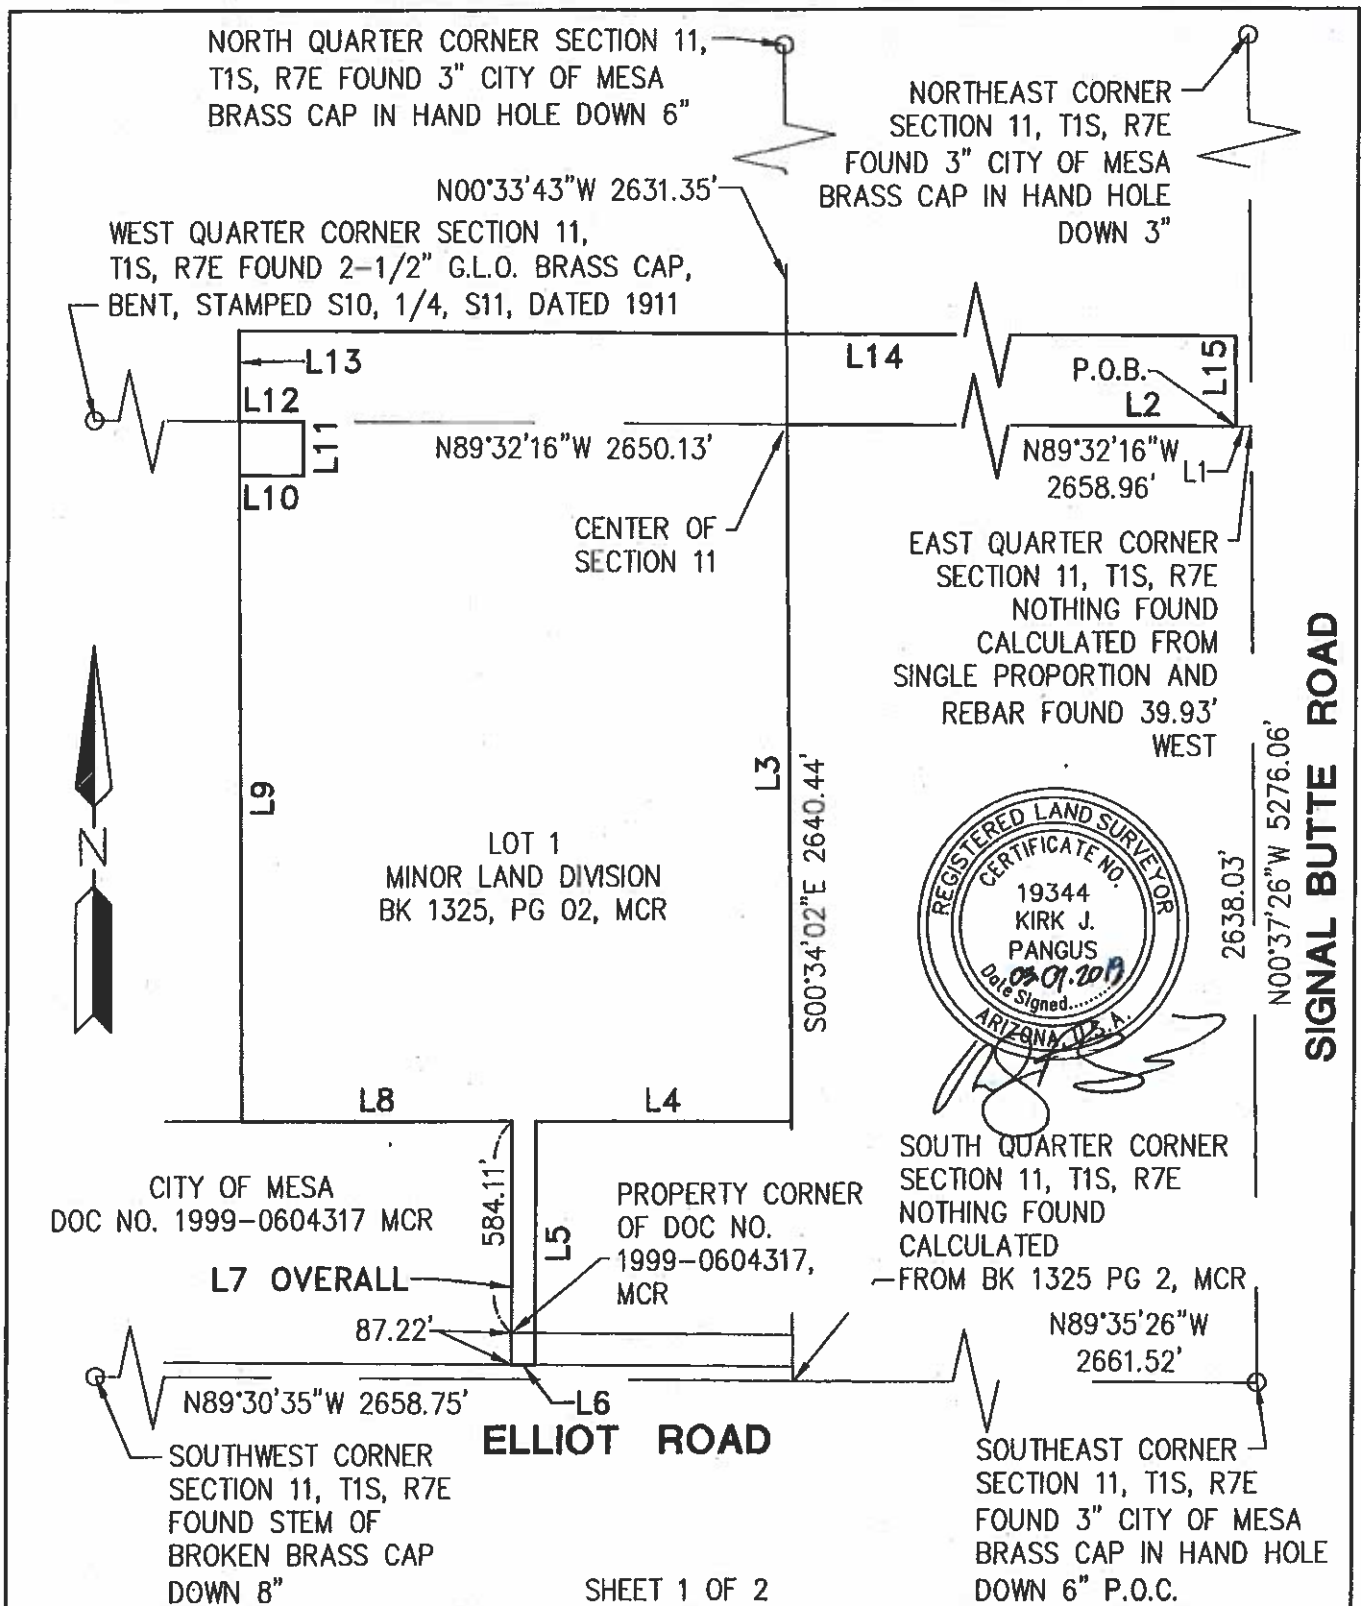 NORTH QUARTER CORNER SECTION 11,
T1S, R7E FOUND 3" CITY OF MESA
BRASS CAP IN HAND HOLE DOWN 6"
NORTHEAST CORNER
SECTION 11, T1S, R7E
FOUND 3" CITY OF MESA
BRASS CAP IN HAND HOLE
DOWN 3"
N00°33'43"W 2631.35'
WEST QUARTER CORNER SECTION 11,
T1S, R7E FOUND 2-1/2" G.L.O. BRASS CAP,
BENT, STAMPED S10, 1/4, S11, DATED 1911
L13
L14
L15
P.O.B.
L12
L2
L11
N89°32'16"W 2650.13'
N89°32'16"W
2658.96'
L1
L10
CENTER OF
SECTION 11
EAST QUARTER CORNER
SECTION 11, T1S, R7E
NOTHING FOUND
CALCULATED FROM
SINGLE PROPORTION AND
REBAR FOUND 39.93'
WEST
SIGNAL BUTTE ROAD
N00°37'26"W 5276.06'
2638.03'
L9
L3
S00°34'02"E 2640.44'
N
LOT 1
MINOR LAND DIVISION
BK 1325, PG 02, MCR
REGISTERED LAND SURVEYOR
CERTIFICATE NO.
19344
KIRK J.
PANGUS
Date Signed..........
ARIZONA, U.S.A.
L8
L4
CITY OF MESA
DOC NO. 1999-0604317 MCR
584.11'
L5
PROPERTY CORNER
OF DOC NO.
1999-0604317,
MCR
SOUTH QUARTER CORNER
SECTION 11, T1S, R7E
NOTHING FOUND
CALCULATED
FROM BK 1325 PG 2, MCR
L7 OVERALL
87.22'
N89°35'26"W
2661.52'
N89°30'35"W 2658.75'
L6
ELLIOT ROAD
SOUTHWEST CORNER
SECTION 11, T1S, R7E
FOUND STEM OF
BROKEN BRASS CAP
DOWN 8"
SOUTHEAST CORNER
SECTION 11, T1S, R7E
FOUND 3" CITY OF MESA
BRASS CAP IN HAND HOLE
DOWN 6" P.O.C.
SHEET 1 OF 2